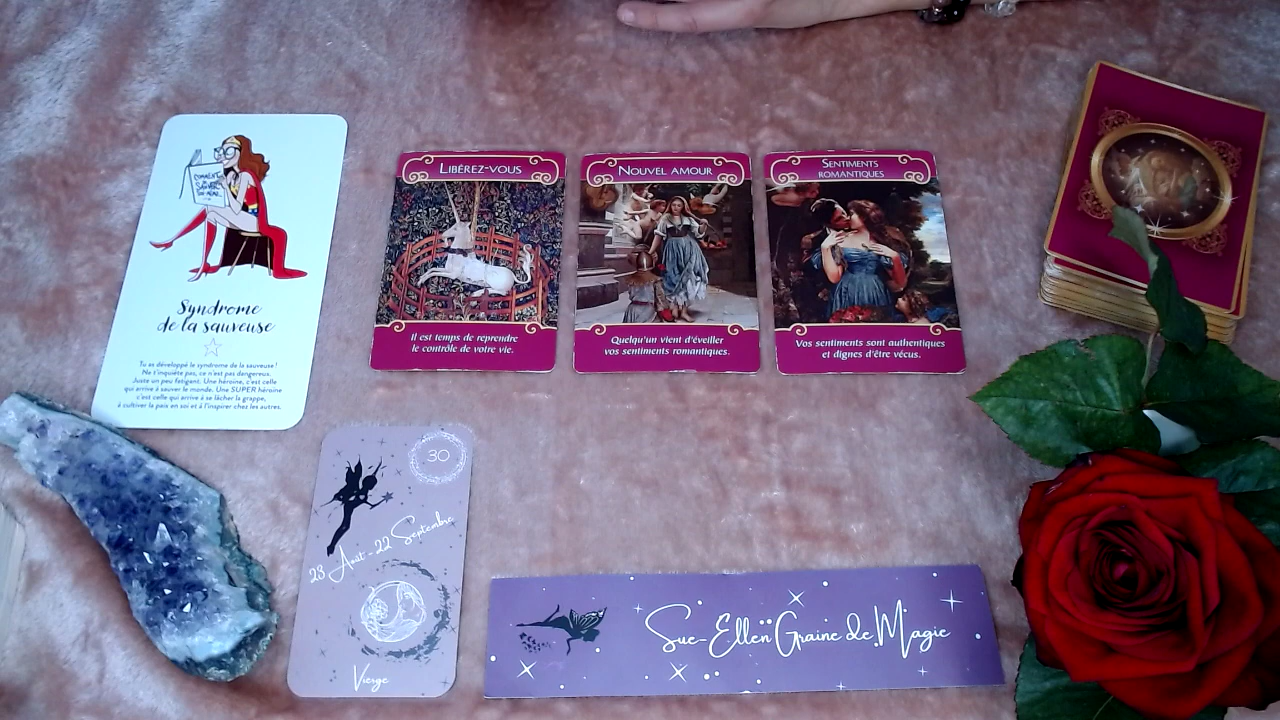 COMMENT
SAUVER
Syndrome
de la sauveuse
Tu as développé le syndrome de la sauveuse !
Ne t'inquiète pas, ce n'est pas dangereux.
Juste un peu fatigant. Une héroïne, c'est celle
qui arrive à sauver le monde. Une SUPER héroïne
c'est celle qui arrive à se lâcher la grappe,
à cultiver la paix en soi et à l'inspirer chez les autres.
LIBÉREZ-VOUS
Il est temps de reprendre
le contrôle de votre vie.
NOUVEL AMOUR
Quelqu'un vient d'éveiller
vos sentiments romantiques.
SENTIMENTS
ROMANTIQUES
Vos sentiments sont authentiques
et dignes d'être vécus.
30
23 Août - 22 Septembre
Vierge
Sue-Ellen Graine de Magie